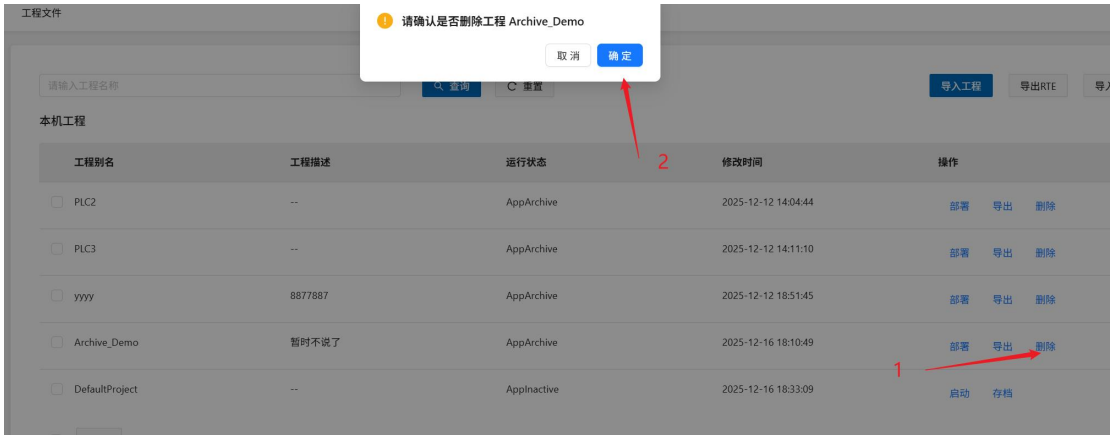 工程文件
请确认是否删除工程 Archive_Demo
取 消 确 定
请输入工程名称 查询 重置 导入工程 导出RTE 导入
本机工程
工程别名 工程描述 运行状态 修改时间 操作
2
PLC2 -- AppArchive 2025-12-12 14:04:44 部署 导出 删除
PLC3 -- AppArchive 2025-12-12 14:11:10 部署 导出 删除
yyyy 8877887 AppArchive 2025-12-12 18:51:45 部署 导出 删除
Archive_Demo 暂时不说了 AppArchive 2025-12-16 18:10:49 部署 导出 删除
1
DefaultProject -- AppInactive 2025-12-16 18:33:09 启动 存档